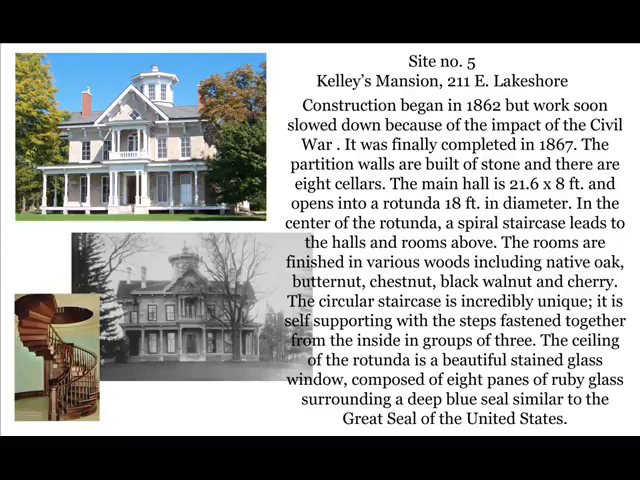 Site no. 5
Kelley's Mansion, 211 E. Lakeshore
Construction began in 1862 but work soon
slowed down because of the impact of the Civil
War . It was finally completed in 1867. The
partition walls are built of stone and there are
eight cellars. The main hall is 21.6 x 8 ft. and
opens into a rotunda 18 ft. in diameter. In the
center of the rotunda, a spiral staircase leads to
the halls and rooms above. The rooms are
finished in various woods including native oak,
butternut, chestnut, black walnut and cherry.
The circular staircase is incredibly unique; it is
self supporting with the steps fastened together
from the inside in groups of three. The ceiling
of the rotunda is a beautiful stained glass
window, composed of eight panes of ruby glass
surrounding a deep blue seal similar to the
Great Seal of the United States.